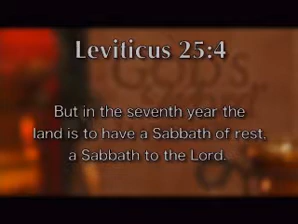 Leviticus 25:4
GOD'S
But in the seventh year the
land is to have a Sabbath of rest,
a Sabbath to the Lord.